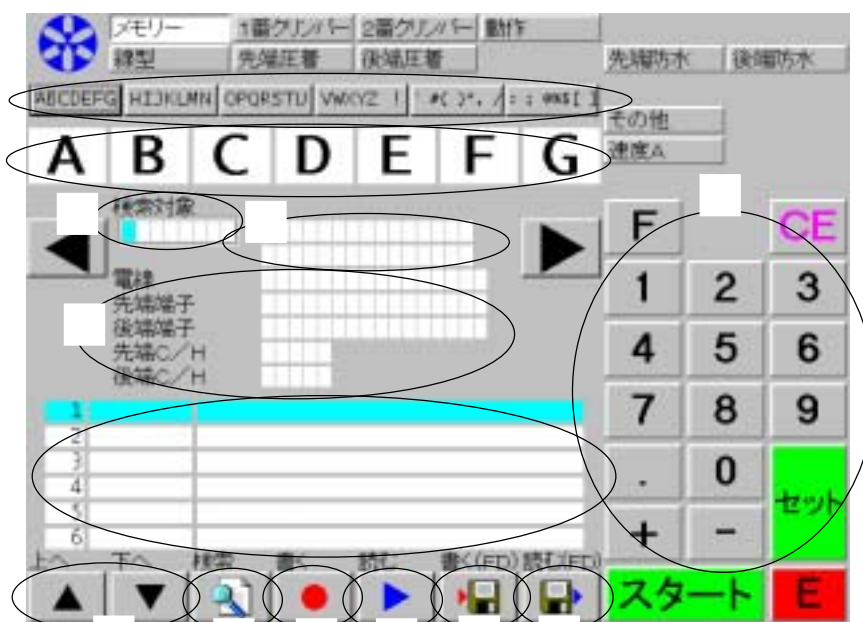 メモリー 1番クリンパー 2番クリンパー 動作
線型 先端圧着 後端圧着 先端防水 後端防水
ABCDEFG HIJKLMN OPQRSTU VWXYZ !
その他
A B C D E F G 速度A
検索対象
F CE
電線
先端端子
後端端子
先端C/H
後端C/H
1 2 3
4 5 6
7 8 9
. 0 セット
+ -
1
2
3
4
5
6
上へ 下へ 検索 書く 読む 書く(FD) 読む(FD)
スタート E